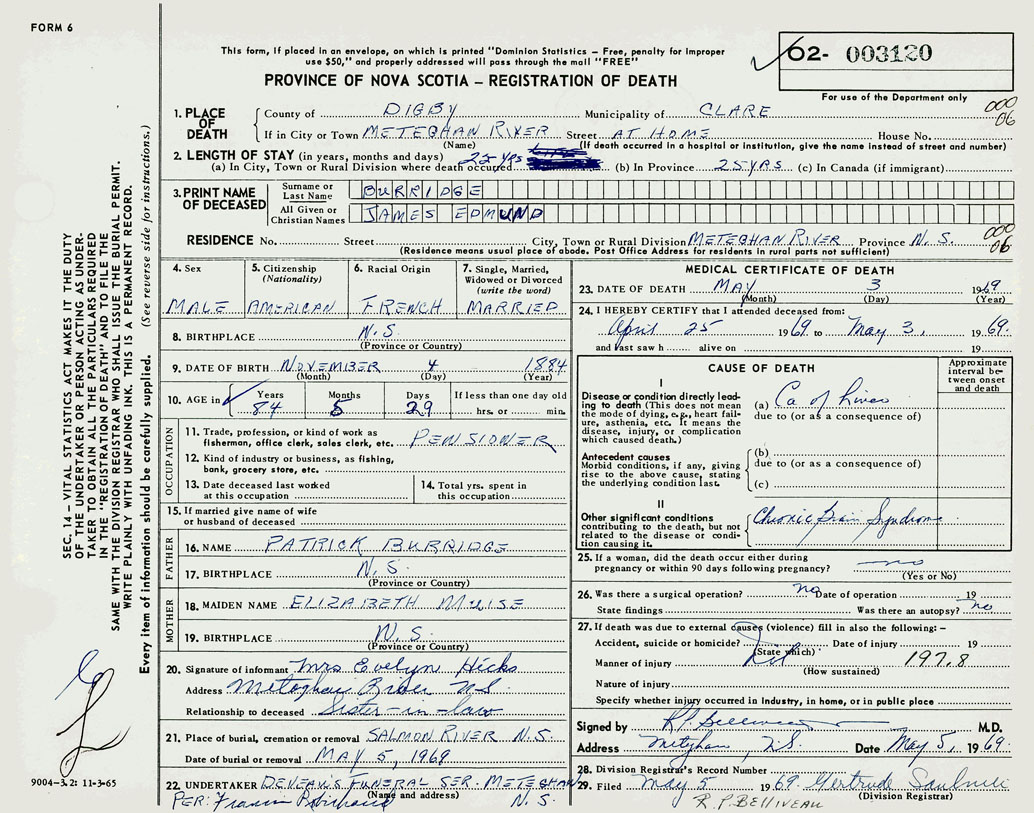 FORM 6
This form, if placed in an envelope, on which is printed "Dominion Statistics – Free, penalty for improper
use $50," and properly addressed will pass through the mail "FREE"
PROVINCE OF NOVA SCOTIA – REGISTRATION OF DEATH
02- 003120
For use of the Department only
SEC. 14 – VITAL STATISTICS ACT MAKES IT THE DUTY
OF THE UNDERTAKER OR PERSON ACTING AS UNDER-
TAKER TO OBTAIN ALL THE PARTICULARS REQUIRED
IN THE "REGISTRATION OF DEATH" AND TO FILE THE
SAME WITH THE DIVISION REGISTRAR WHO SHALL ISSUE THE BURIAL PERMIT.
WRITE PLAINLY WITH UNFADING INK. THIS IS A PERMANENT RECORD.
Every item of information should be carefully supplied. (See reverse side for instructions.)
1. PLACE OF DEATH County of DIGBY Municipality of CLARE 000 06
If in City or Town METEGHAN RIVER Street AT HOME House No.
(Name) (If death occurred in a hospital or institution, give the name instead of street and number)
2. LENGTH OF STAY (in years, months and days)
(a) In City, Town or Rural Division where death occurred 25 yrs (b) In Province 25 YRS (c) In Canada (if immigrant)
3. PRINT NAME OF DECEASED Surname or Last Name BURRIDGE
All Given or Christian Names JAMES EDMUND
RESIDENCE No. Street City, Town or Rural Division METEGHAN RIVER Province N.S. 000 06
(Residence means usual place of abode. Post Office Address for residents in rural parts not sufficient)
4. Sex 5. Citizenship (Nationality) 6. Racial Origin 7. Single, Married, Widowed or Divorced (write the word)
MALE AMERICAN FRENCH MARRIED
8. BIRTHPLACE N.S.
(Province or Country)
9. DATE OF BIRTH NOVEMBER 4 1884
(Month) (Day) (Year)
10. AGE in Years Months Days If less than one day old
84 5 29 hrs. or min.
OCCUPATION
11. Trade, profession, or kind of work as fisherman, office clerk, sales clerk, etc. PENSIONER
12. Kind of industry or business, as fishing, bank, grocery store, etc.
13. Date deceased last worked at this occupation
14. Total yrs. spent in this occupation
15. If married give name of wife or husband of deceased
FATHER
16. NAME PATRICK BURRIDGE
17. BIRTHPLACE N.S.
(Province or Country)
MOTHER
18. MAIDEN NAME ELIZABETH MUISE
19. BIRTHPLACE N.S.
(Province or Country)
20. Signature of informant Mrs Evelyn Hicks
Address Meteghan River N.S.
Relationship to deceased Sister-in-law
21. Place of burial, cremation or removal SALMON RIVER N.S.
Date of burial or removal MAY 5, 1969
22. UNDERTAKER DEVEAU'S FUNERAL SER. METEGHAN
(Name and address) N.S.
PER: Francis
9004-3.2: 11-3-65
MEDICAL CERTIFICATE OF DEATH
23. DATE OF DEATH MAY 3 1969
(Month) (Day) (Year)
24. I HEREBY CERTIFY that I attended deceased from:
April 25 1969 to May 3, 1969.
and last saw h alive on 19
CAUSE OF DEATH
Approximate interval between onset and death
I
Disease or condition directly leading to death (This does not mean the mode of dying, e.g., heart failure, asthenia, etc. It means the disease, injury, or complication which caused death.)
(a) Ca of Liver
due to (or as a consequence of)
Antecedent causes
Morbid conditions, if any, giving rise to the above cause, stating the underlying condition last.
(b)
due to (or as a consequence of)
(c)
II
Other significant conditions contributing to the death, but not related to the disease or condition causing it.
Chronic Brain Syndrome
25. If a woman, did the death occur either during pregnancy or within 90 days following pregnancy? no
(Yes or No)
26. Was there a surgical operation? no Date of operation 19
State findings Was there an autopsy? no
27. If death was due to external causes (violence) fill in also the following: –
Accident, suicide or homicide? Date of injury 19
(State which)
Manner of injury 197.8
(How sustained)
Nature of injury
Specify whether injury occurred in industry, in home, or in public place
Signed by R.P. Belliveau M.D.
Address Meteghan, N.S. Date May 5, 1969.
28. Division Registrar's Record Number
29. Filed May 5 1969 Gertrude Saulnier
(Division Registrar)
R.P. BELLIVEAU